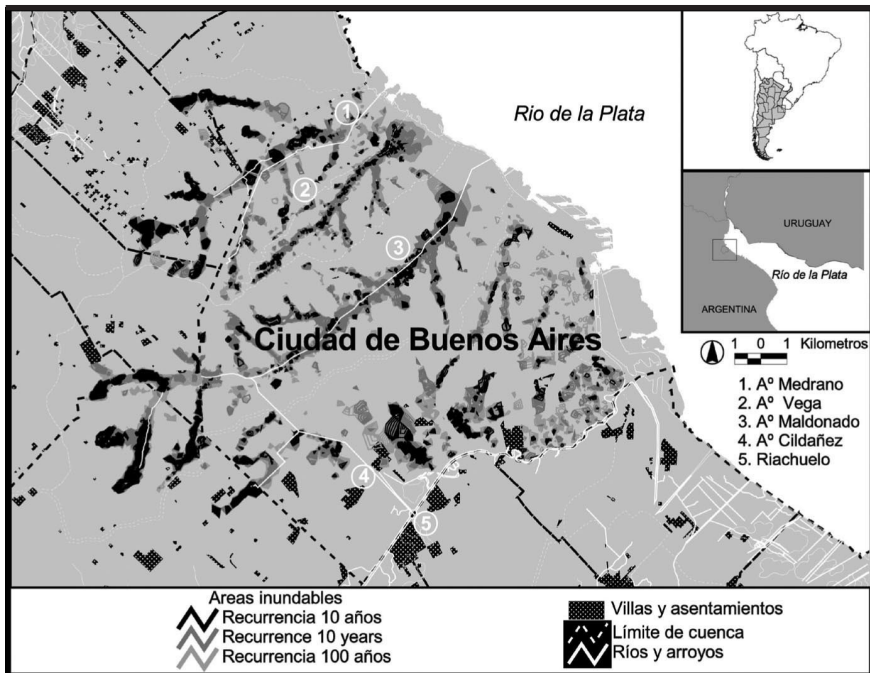 Rio de la Plata
1
2
3
Ciudad de Buenos Aires
4
5
URUGUAY
Río de la Plata
ARGENTINA
1 0 1 Kilometros
1. Aº Medrano
2. Aº Vega
3. Aº Maldonado
4. Aº Cildañez
5. Riachuelo
Areas inundables
Recurrencia 10 años
Recurrence 10 years
Recurrencia 100 años
Villas y asentamientos
Límite de cuenca
Ríos y arroyos